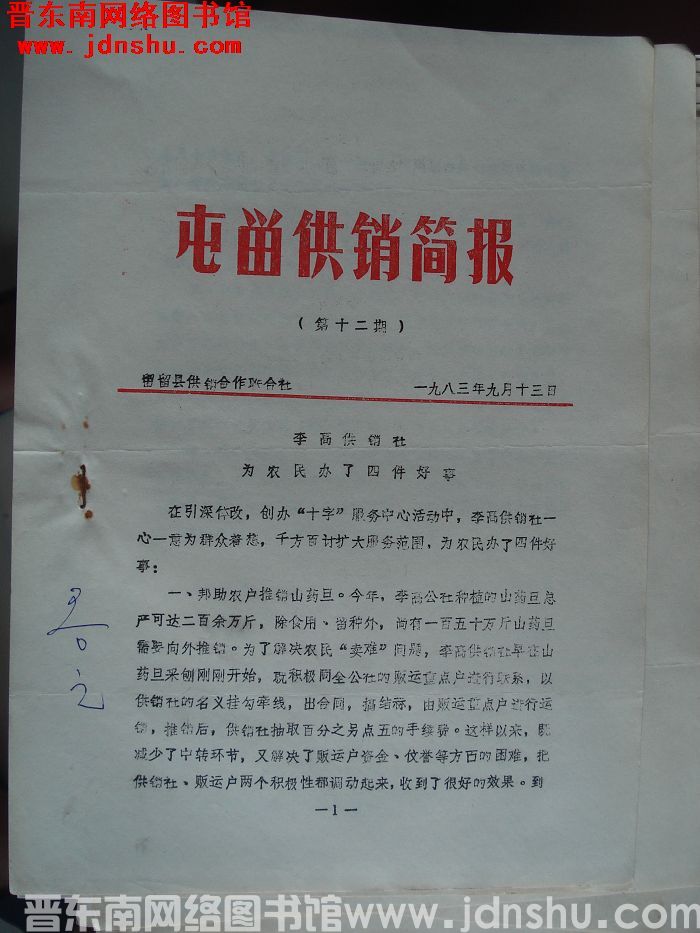 晋东南网络图书馆
www.jdnshu.com
屯留供销简报
（第十二期）
留留县供销合作联合社 一九八三年九月十三日
李高供销社
为农民办了四件好事
在引深体改，创办“十字”服务中心活动中，李高供销社一
心一意为群众着想，千方百计扩大服务范围，为农民办了四件好
事：
一、邦助农户推销山药旦。今年，李高公社种植的山药豆总
产可达二百余万斤，除食用、留种外，尚有一百五十万斤山药旦
需要向外推销。为了解决农民“卖难”问题，李高供销社早在山
药旦采刨刚刚开始，就积极同全公社的贩运重点户进行联系，以
供销社的名义挂勾牵线，出合同，搞结称，由贩运重点户进行运
销，推销后，供销社抽取百分之另点五的手续费。这样以来，既
减少了中转环节，又解决了贩运户资金、仪誉等方面的困难，把
供销社、贩运户两个积极性都调动起来，收到了很好的效果。到
—1—
晋东南网络图书馆www.jdnshu.com